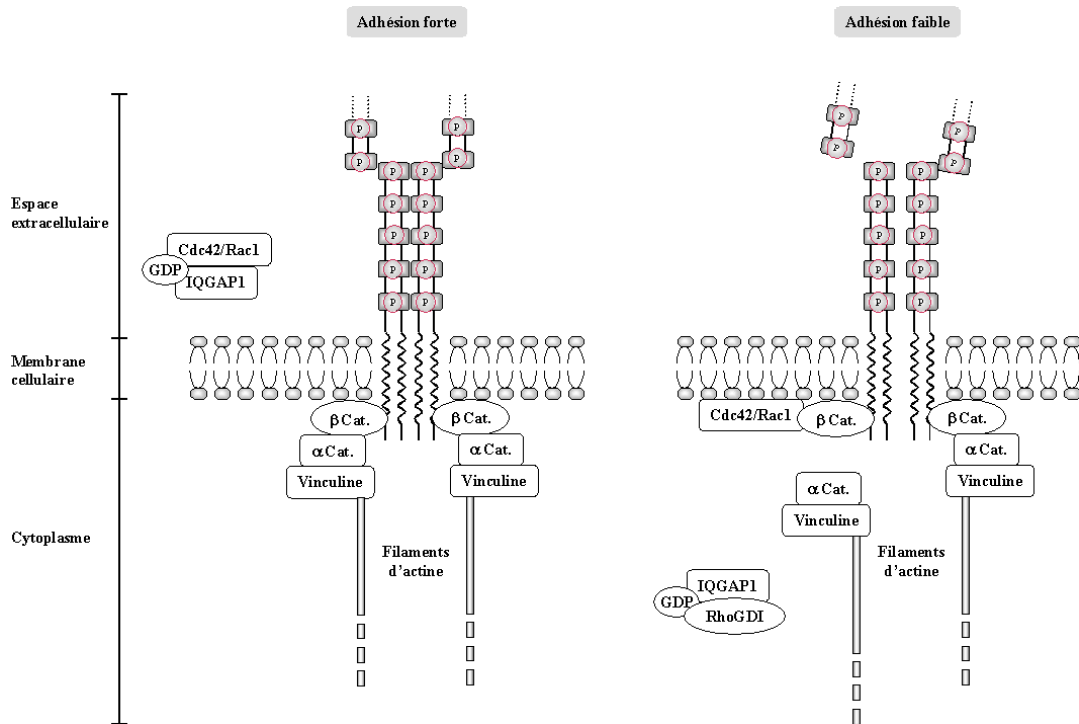 Adhésion forte
Adhésion faible
P P
P P
P P
P P
P P
P P
P P
P P
P P
P P
P P
P P
P P
P P
Espace
extracellulaire
Cdc42/Rac1
GDP
IQGAP1
Membrane
cellulaire
β Cat.
β Cat.
Cdc42/Rac1
β Cat.
β Cat.
α Cat.
α Cat.
α Cat.
Vinculine
Vinculine
Vinculine
α Cat.
Vinculine
Cytoplasme
Filaments
d'actine
Filaments
d'actine
IQGAP1
GDP
RhoGDI